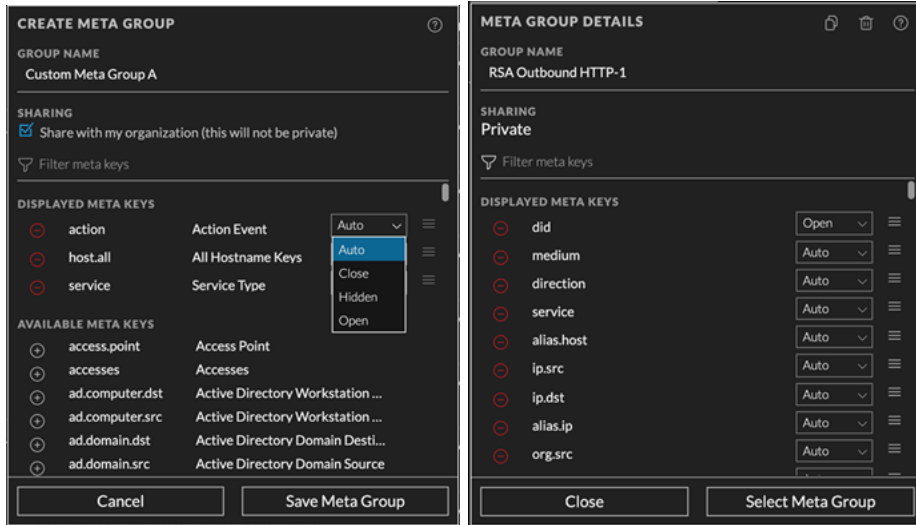 CREATE META GROUP
GROUP NAME
Custom Meta Group A
SHARING
Share with my organization (this will not be private)
Filter meta keys
DISPLAYED META KEYS
action Action Event Auto
host.all All Hostname Keys
service Service Type
Auto
Close
Hidden
Open
AVAILABLE META KEYS
access.point Access Point
accesses Accesses
ad.computer.dst Active Directory Workstation ...
ad.computer.src Active Directory Workstation ...
ad.domain.dst Active Directory Domain Desti...
ad.domain.src Active Directory Domain Source
Cancel Save Meta Group
META GROUP DETAILS
GROUP NAME
RSA Outbound HTTP-1
SHARING
Private
Filter meta keys
DISPLAYED META KEYS
did Open
medium Auto
direction Auto
service Auto
alias.host Auto
ip.src Auto
ip.dst Auto
alias.ip Auto
org.src Auto
Close Select Meta Group